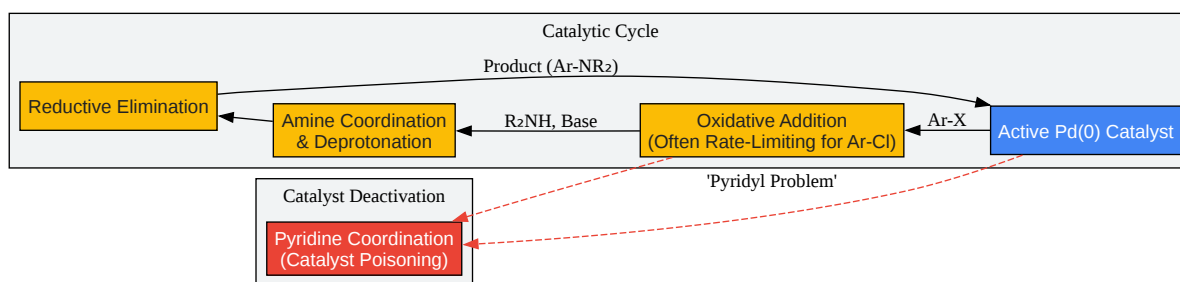 Catalytic Cycle
Product (Ar-NR₂)
Reductive Elimination
Amine Coordination
& Deprotonation
R₂NH, Base
Oxidative Addition
(Often Rate-Limiting for Ar-Cl)
Ar-X
Active Pd(0) Catalyst
'Pyridyl Problem'
Catalyst Deactivation
Pyridine Coordination
(Catalyst Poisoning)